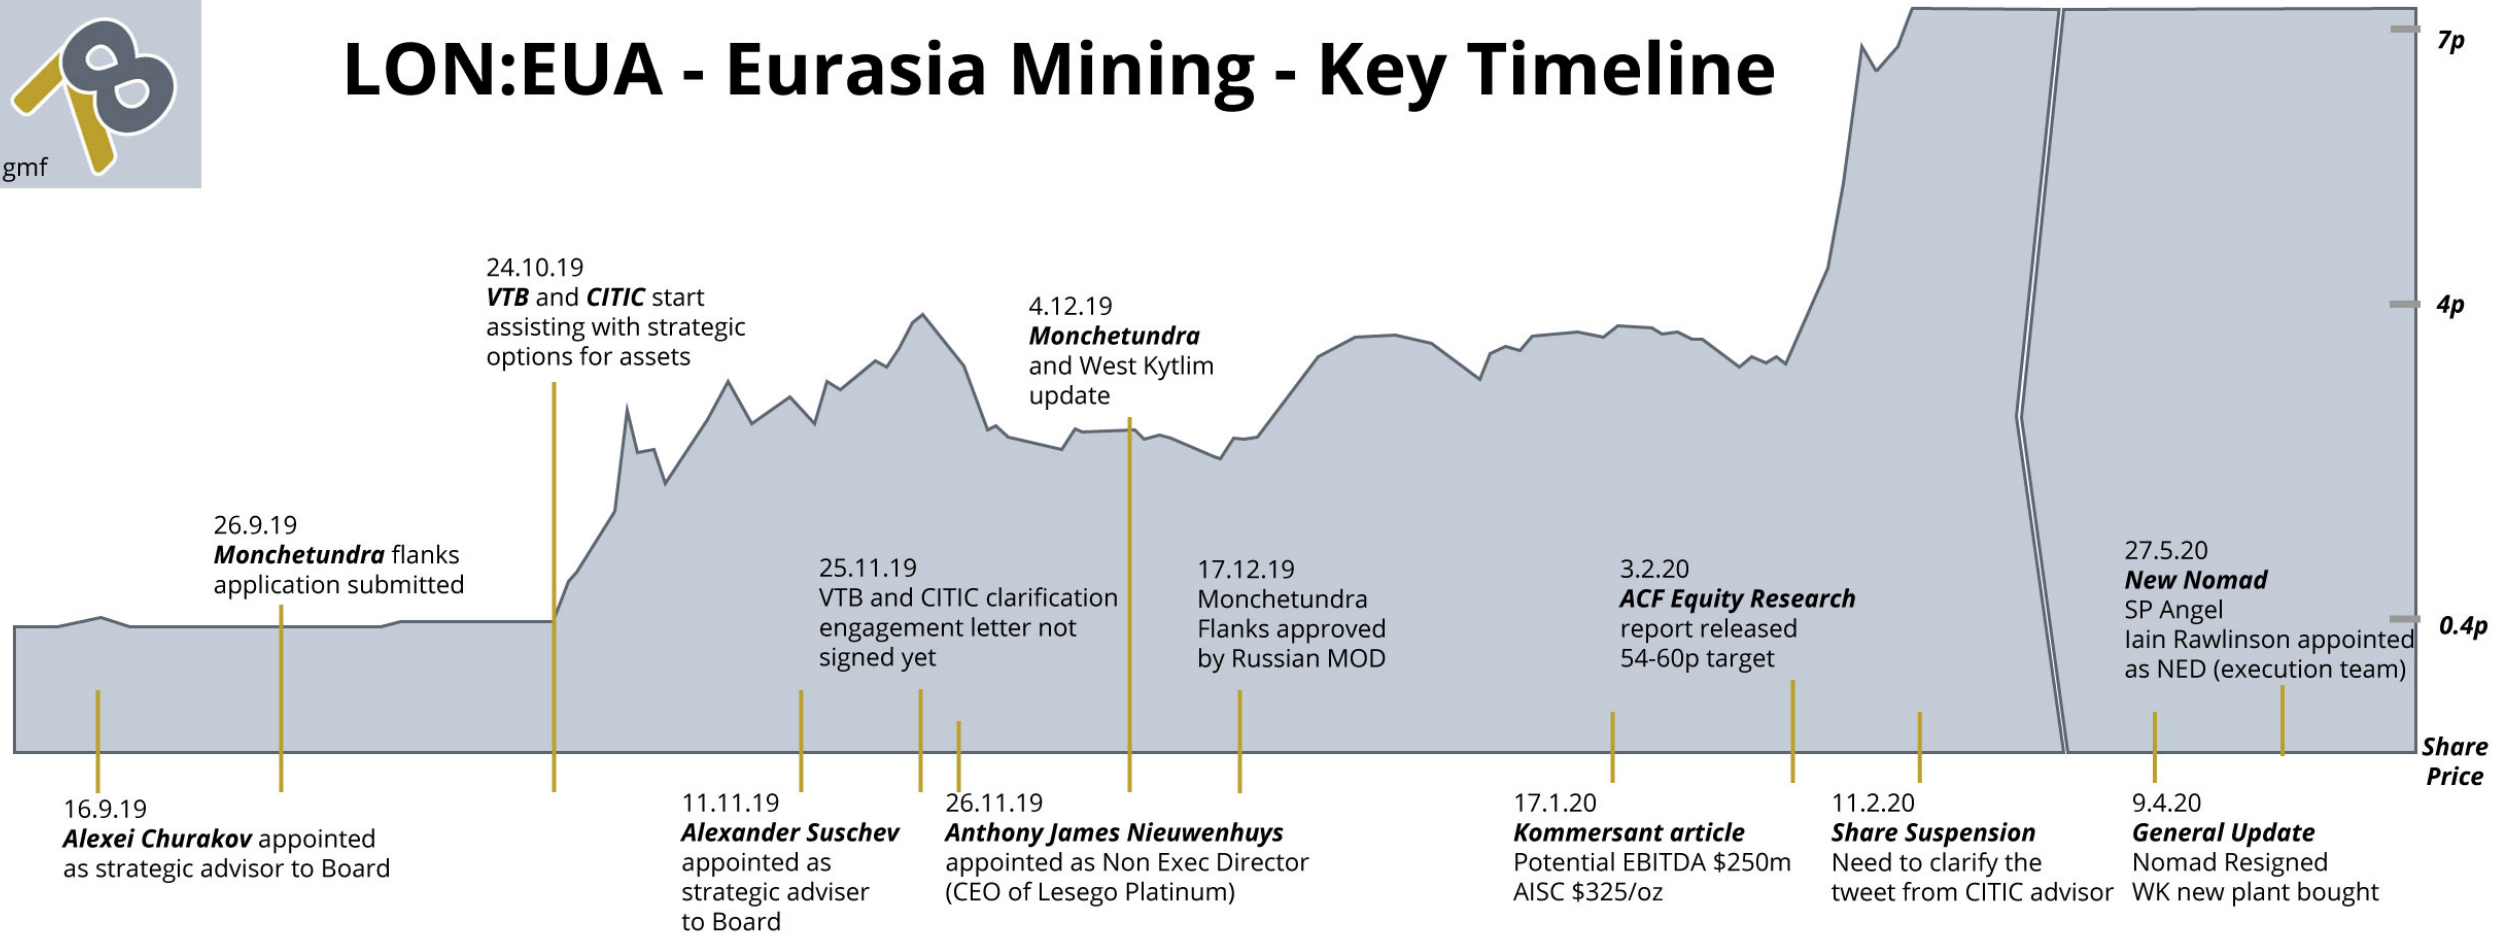 78
gmf
LON:EUA - Eurasia Mining - Key Timeline
7p
4p
0.4p
Share
Price
16.9.19
Alexei Churakov appointed
as strategic advisor to Board
26.9.19
Monchetundra flanks
application submitted
24.10.19
VTB and CITIC start
assisting with strategic
options for assets
11.11.19
Alexander Suschev
appointed as
strategic adviser
to Board
25.11.19
VTB and CITIC clarification
engagement letter not
signed yet
26.11.19
Anthony James Nieuwenhuys
appointed as Non Exec Director
(CEO of Lesego Platinum)
4.12.19
Monchetundra
and West Kytlim
update
17.12.19
Monchetundra
Flanks approved
by Russian MOD
17.1.20
Kommersant article
Potential EBITDA $250m
AISC $325/oz
3.2.20
ACF Equity Research
report released
54-60p target
11.2.20
Share Suspension
Need to clarify the
tweet from CITIC advisor
9.4.20
General Update
Nomad Resigned
WK new plant bought
27.5.20
New Nomad
SP Angel
Iain Rawlinson appointed
as NED (execution team)